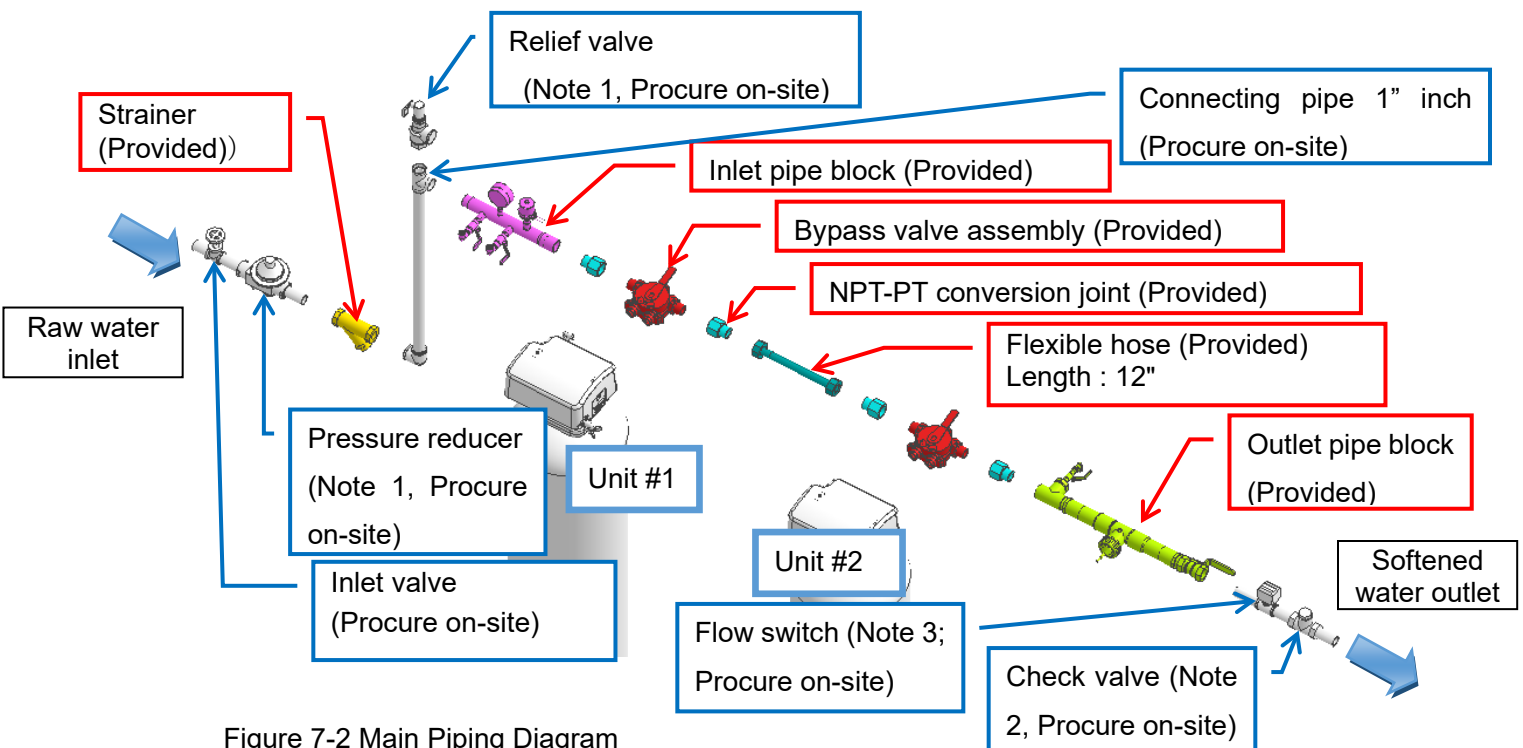 Relief valve
(Note 1, Procure on-site)
Connecting pipe 1” inch
(Procure on-site)
Strainer
(Provided)）
Inlet pipe block (Provided)
Bypass valve assembly (Provided)
NPT-PT conversion joint (Provided)
Raw water
inlet
Flexible hose (Provided)
Length : 12"
Pressure reducer
(Note 1, Procure
on-site)
Unit #1
Outlet pipe block
(Provided)
Unit #2
Inlet valve
(Procure on-site)
Softened
water outlet
Flow switch (Note 3;
Procure on-site)
Check valve (Note
2, Procure on-site)
Figure 7-2 Main Piping Diagram